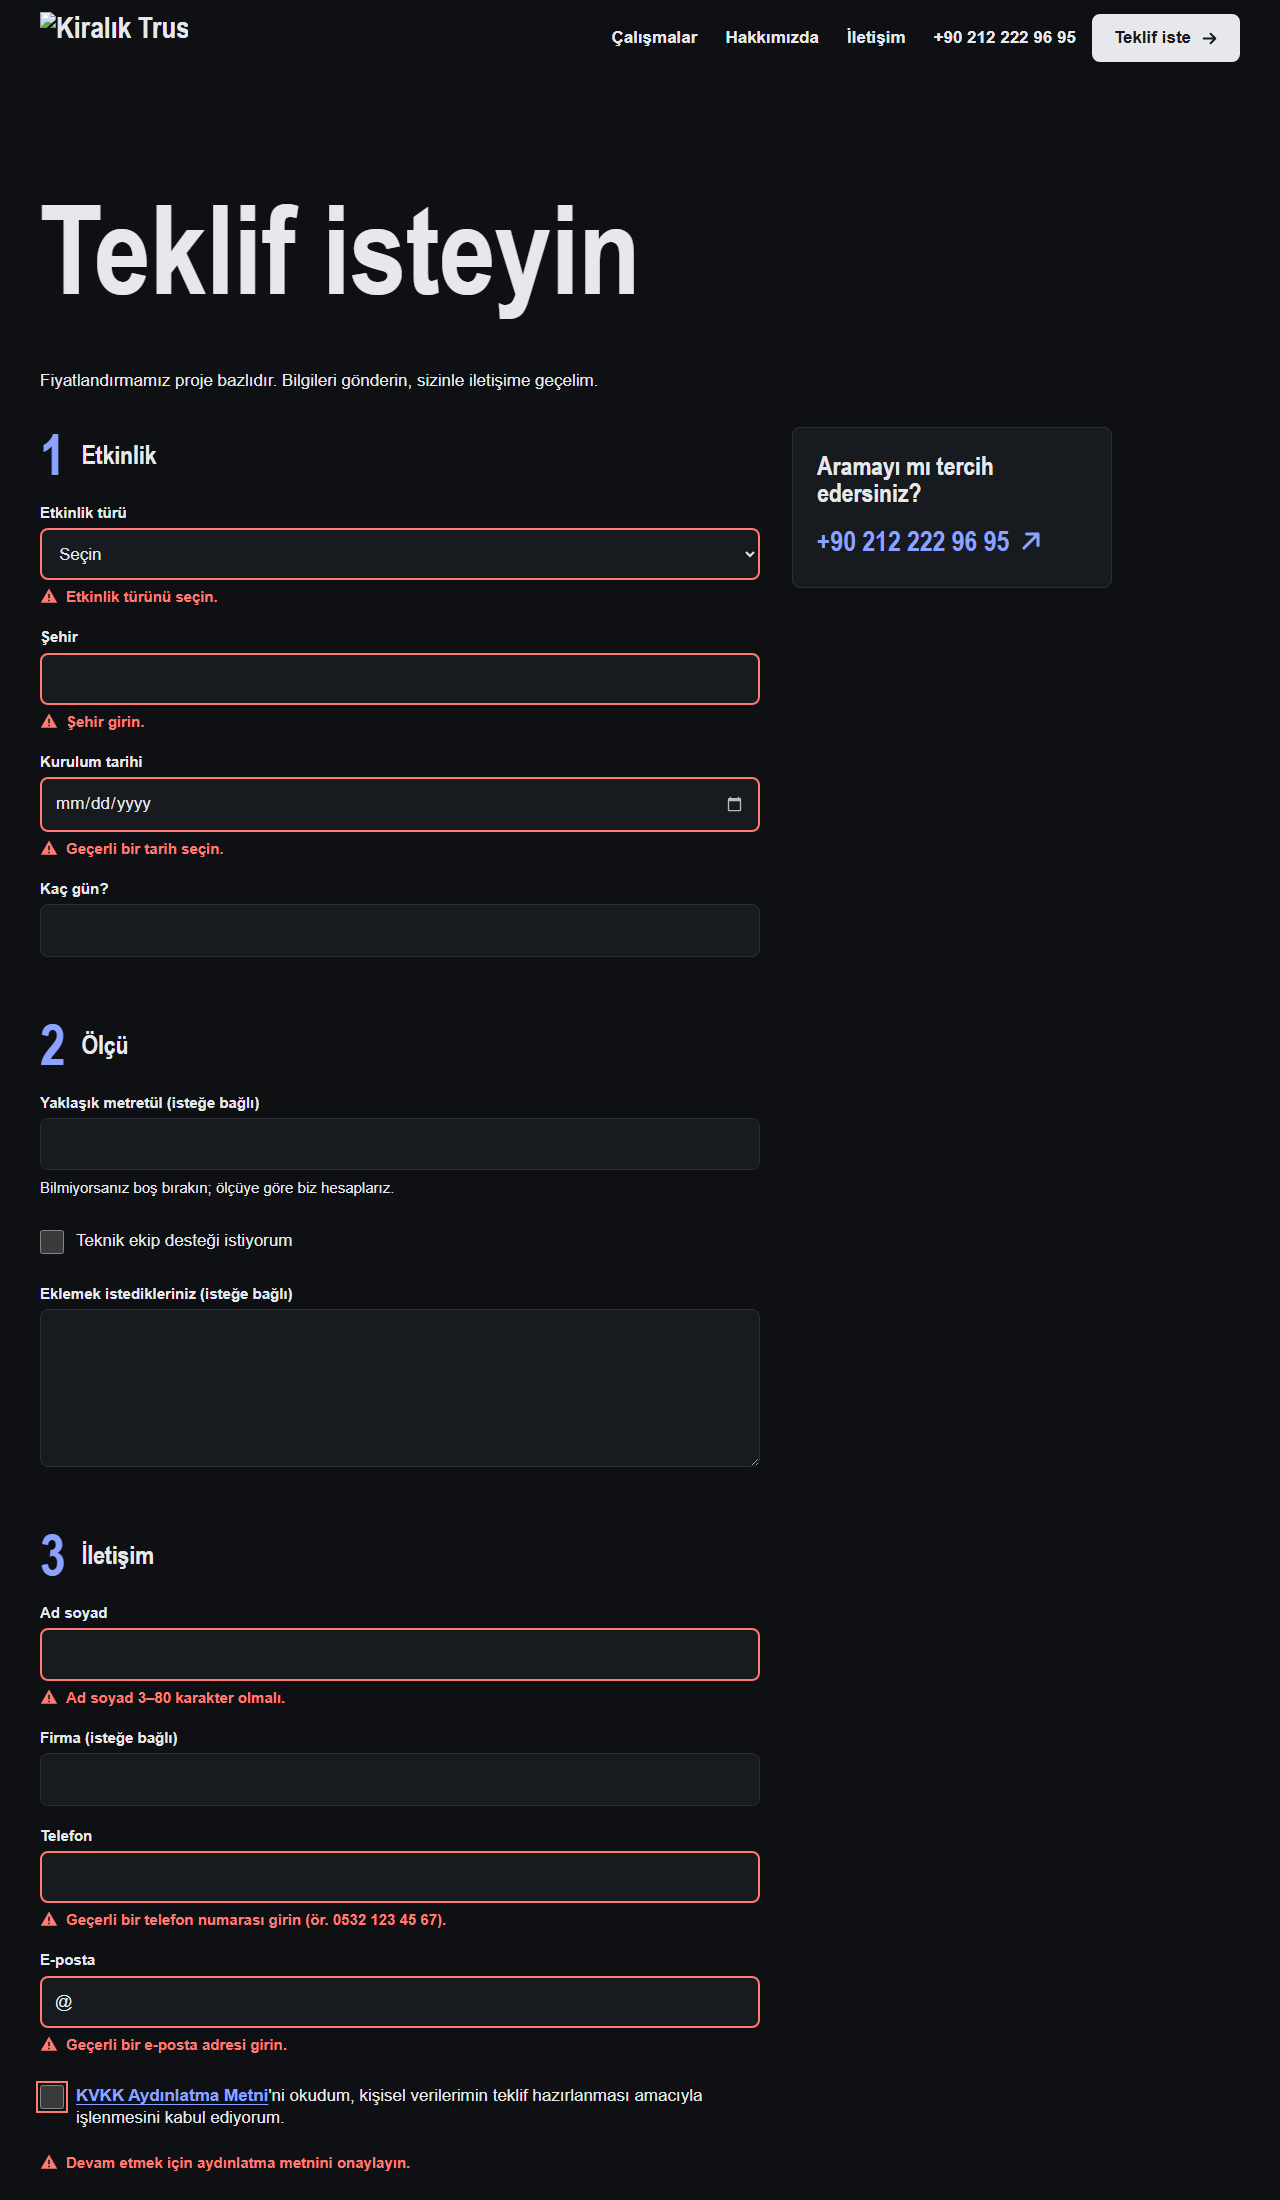 Kiralık Trus
Çalışmalar
Hakkımızda
İletişim
+90 212 222 96 95
Teklif iste
Teklif isteyin
Fiyatlandırmamız proje bazlıdır. Bilgileri gönderin, sizinle iletişime geçelim.
1 Etkinlik
Etkinlik türü
Seçin
Etkinlik türünü seçin.
Şehir
Şehir girin.
Kurulum tarihi
mm/dd/yyyy
Geçerli bir tarih seçin.
Kaç gün?
Aramayı mı tercih
edersiniz?
+90 212 222 96 95
2 Ölçü
Yaklaşık metretül (isteğe bağlı)
Bilmiyorsanız boş bırakın; ölçüye göre biz hesaplarız.
Teknik ekip desteği istiyorum
Eklemek istedikleriniz (isteğe bağlı)
3 İletişim
Ad soyad
Ad soyad 3–80 karakter olmalı.
Firma (isteğe bağlı)
Telefon
Geçerli bir telefon numarası girin (ör. 0532 123 45 67).
E-posta
@
Geçerli bir e-posta adresi girin.
KVKK Aydınlatma Metni'ni okudum, kişisel verilerimin teklif hazırlanması amacıyla
işlenmesini kabul ediyorum.
Devam etmek için aydınlatma metnini onaylayın.